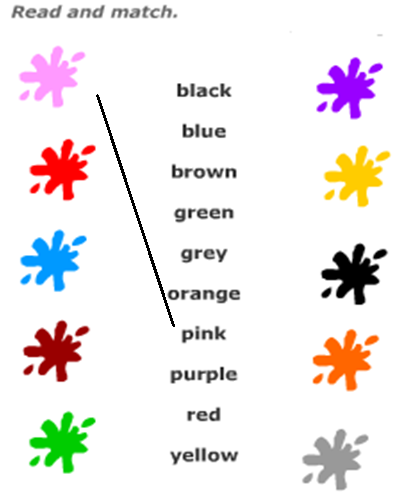 Read and match.
black
blue
brown
green
grey
orange
pink
purple
red
yellow